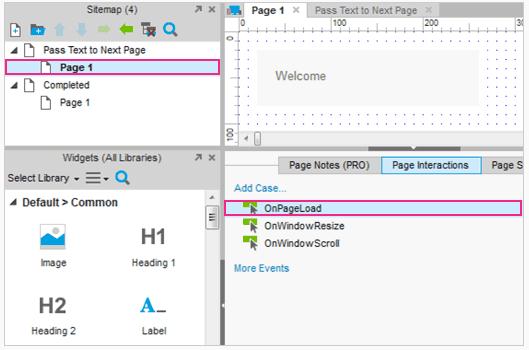 Sitemap (4)
Pass Text to Next Page
Page 1
Completed
Page 1
Page 1
Pass Text to Next Page
0 100 200 300
0
100
Welcome
Widgets (All Libraries)
Select Library
Default > Common
Image
H1
Heading 1
H2
Heading 2
A
Label
Page Notes (PRO)
Page Interactions
Page S
Add Case...
OnPageLoad
OnWindowResize
OnWindowScroll
More Events